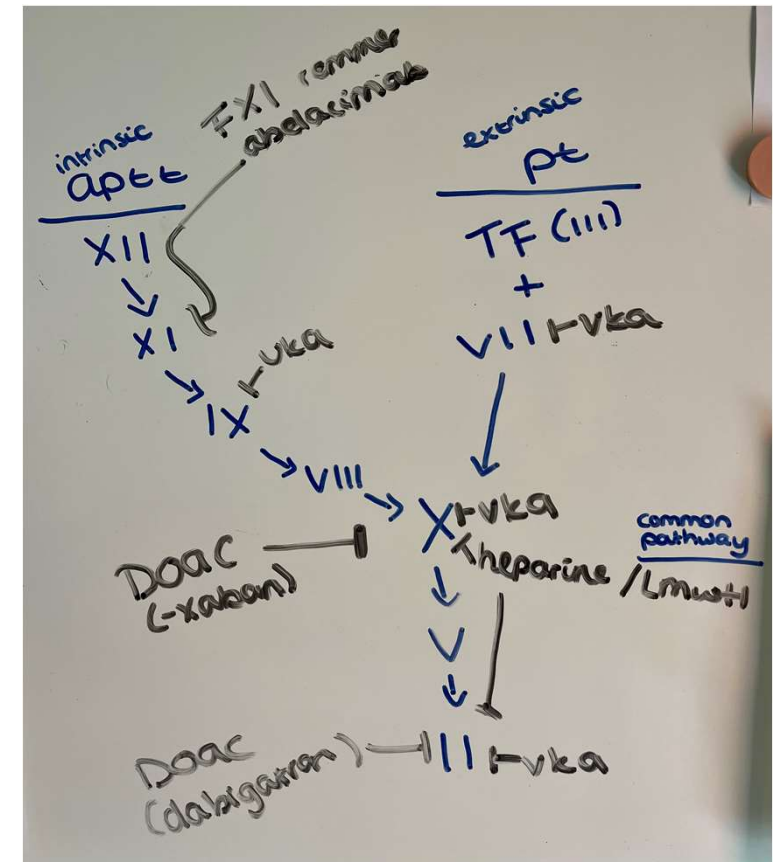 FXI remmer
abelacimab
intrinsic
aptt
extrinsic
pt
XII
TF (III)
+
XI
VII vka
IX vka
VIII
X vka
common
pathway
heparine / LMWH
DOAC
(-xaban)
V
II vka
DOAC
(dabigatran)